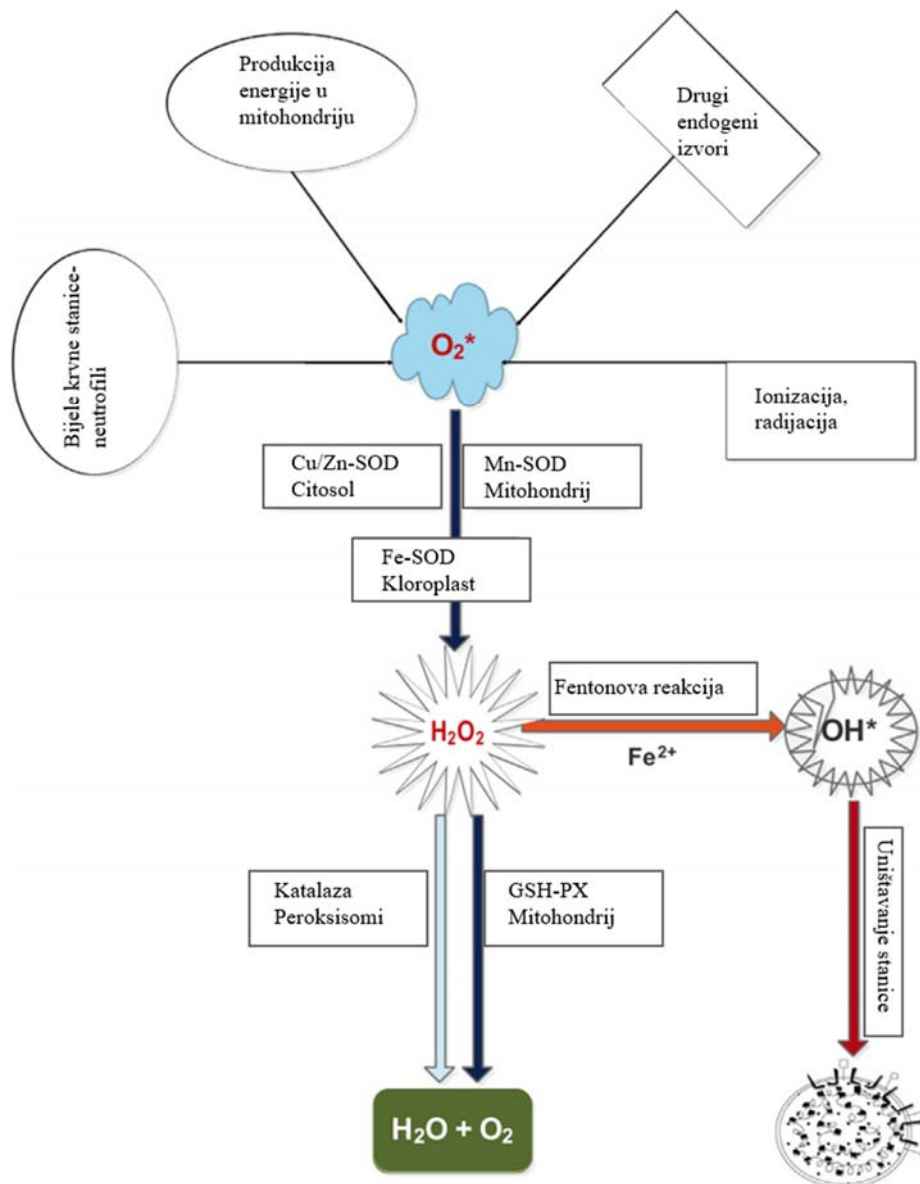 Produkcija
energije u
mitohondriju
Drugi
endogeni
izvori
Bijele krvne stanice-
neutrofili
O₂*
Ionizacija,
radijacija
Cu/Zn-SOD
Citosol
Mn-SOD
Mitohondrij
Fe-SOD
Kloroplast
H₂O₂
Fentonova reakcija
Fe²⁺
OH*
Katalaza
Peroksisomi
GSH-PX
Mitohondrij
Uništavanje stanice
H₂O + O₂